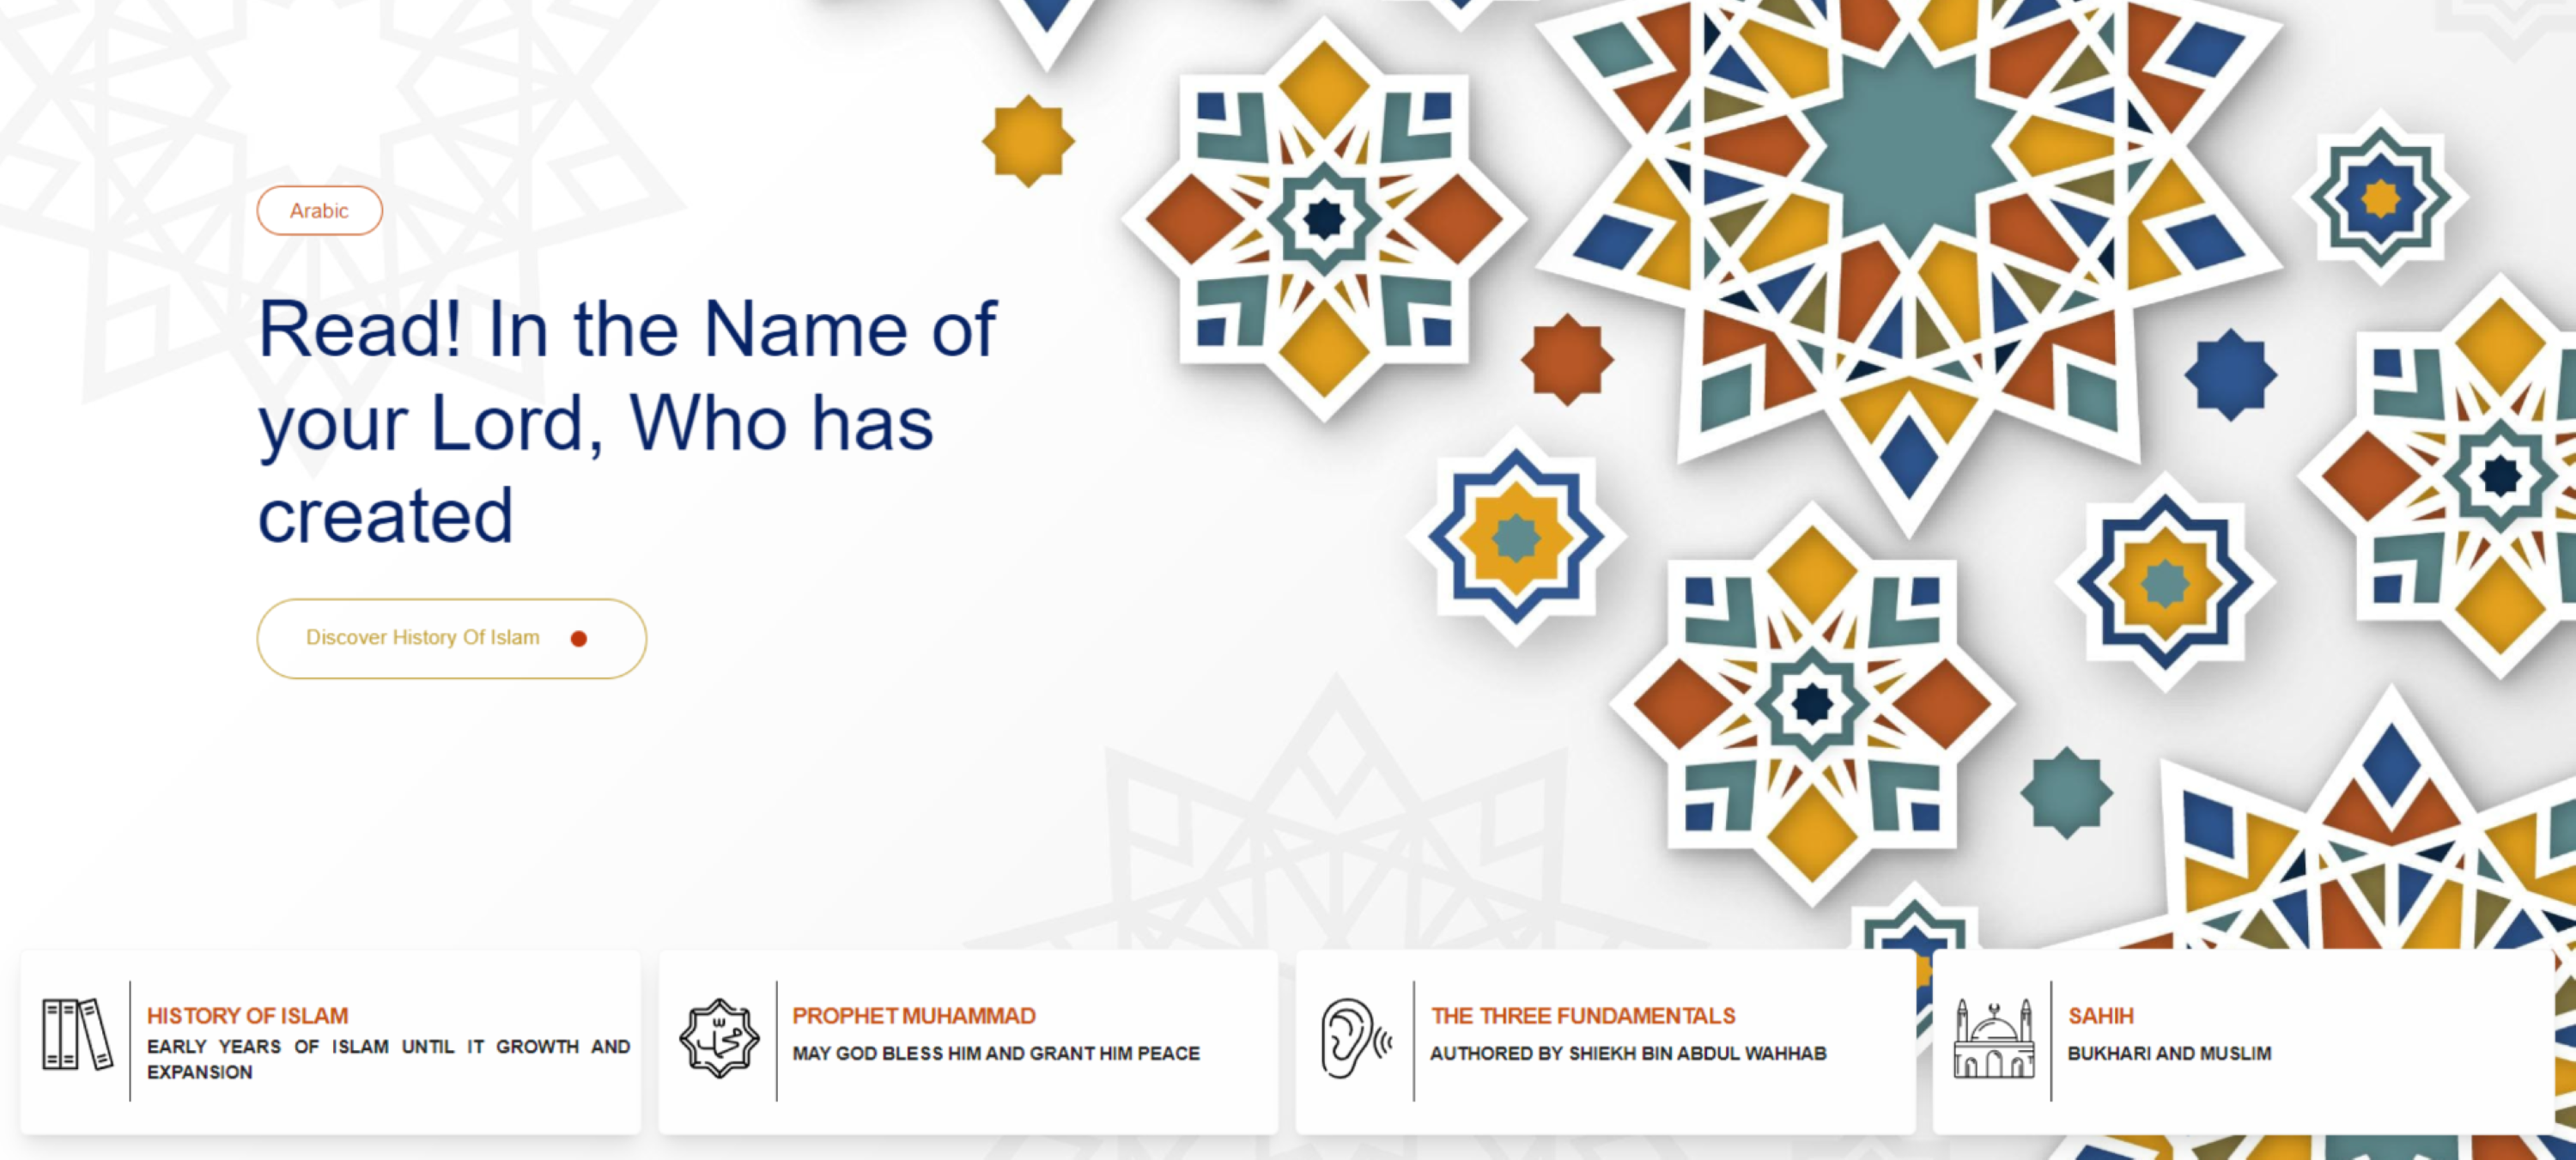 Arabic
Read! In the Name of
your Lord, Who has
created
Discover History Of Islam
HISTORY OF ISLAM
EARLY YEARS OF ISLAM UNTIL IT GROWTH AND
EXPANSION
PROPHET MUHAMMAD
MAY GOD BLESS HIM AND GRANT HIM PEACE
THE THREE FUNDAMENTALS
AUTHORED BY SHIEKH BIN ABDUL WAHHAB
SAHIH
BUKHARI AND MUSLIM